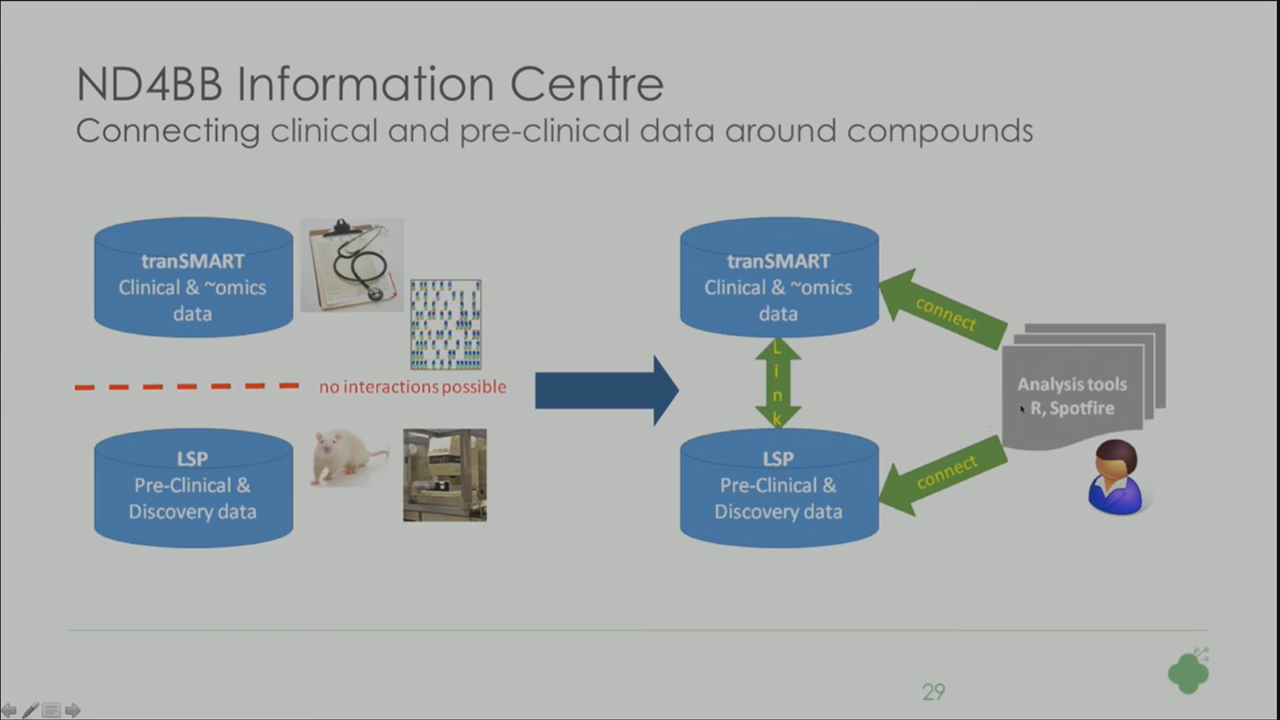 ND4BB Information Centre
Connecting clinical and pre-clinical data around compounds
tranSMART
Clinical & ~omics
data
no interactions possible
LSP
Pre-Clinical &
Discovery data
tranSMART
Clinical & ~omics
data
Link
LSP
Pre-Clinical &
Discovery data
connect
Analysis tools
R, Spotfire
connect
29